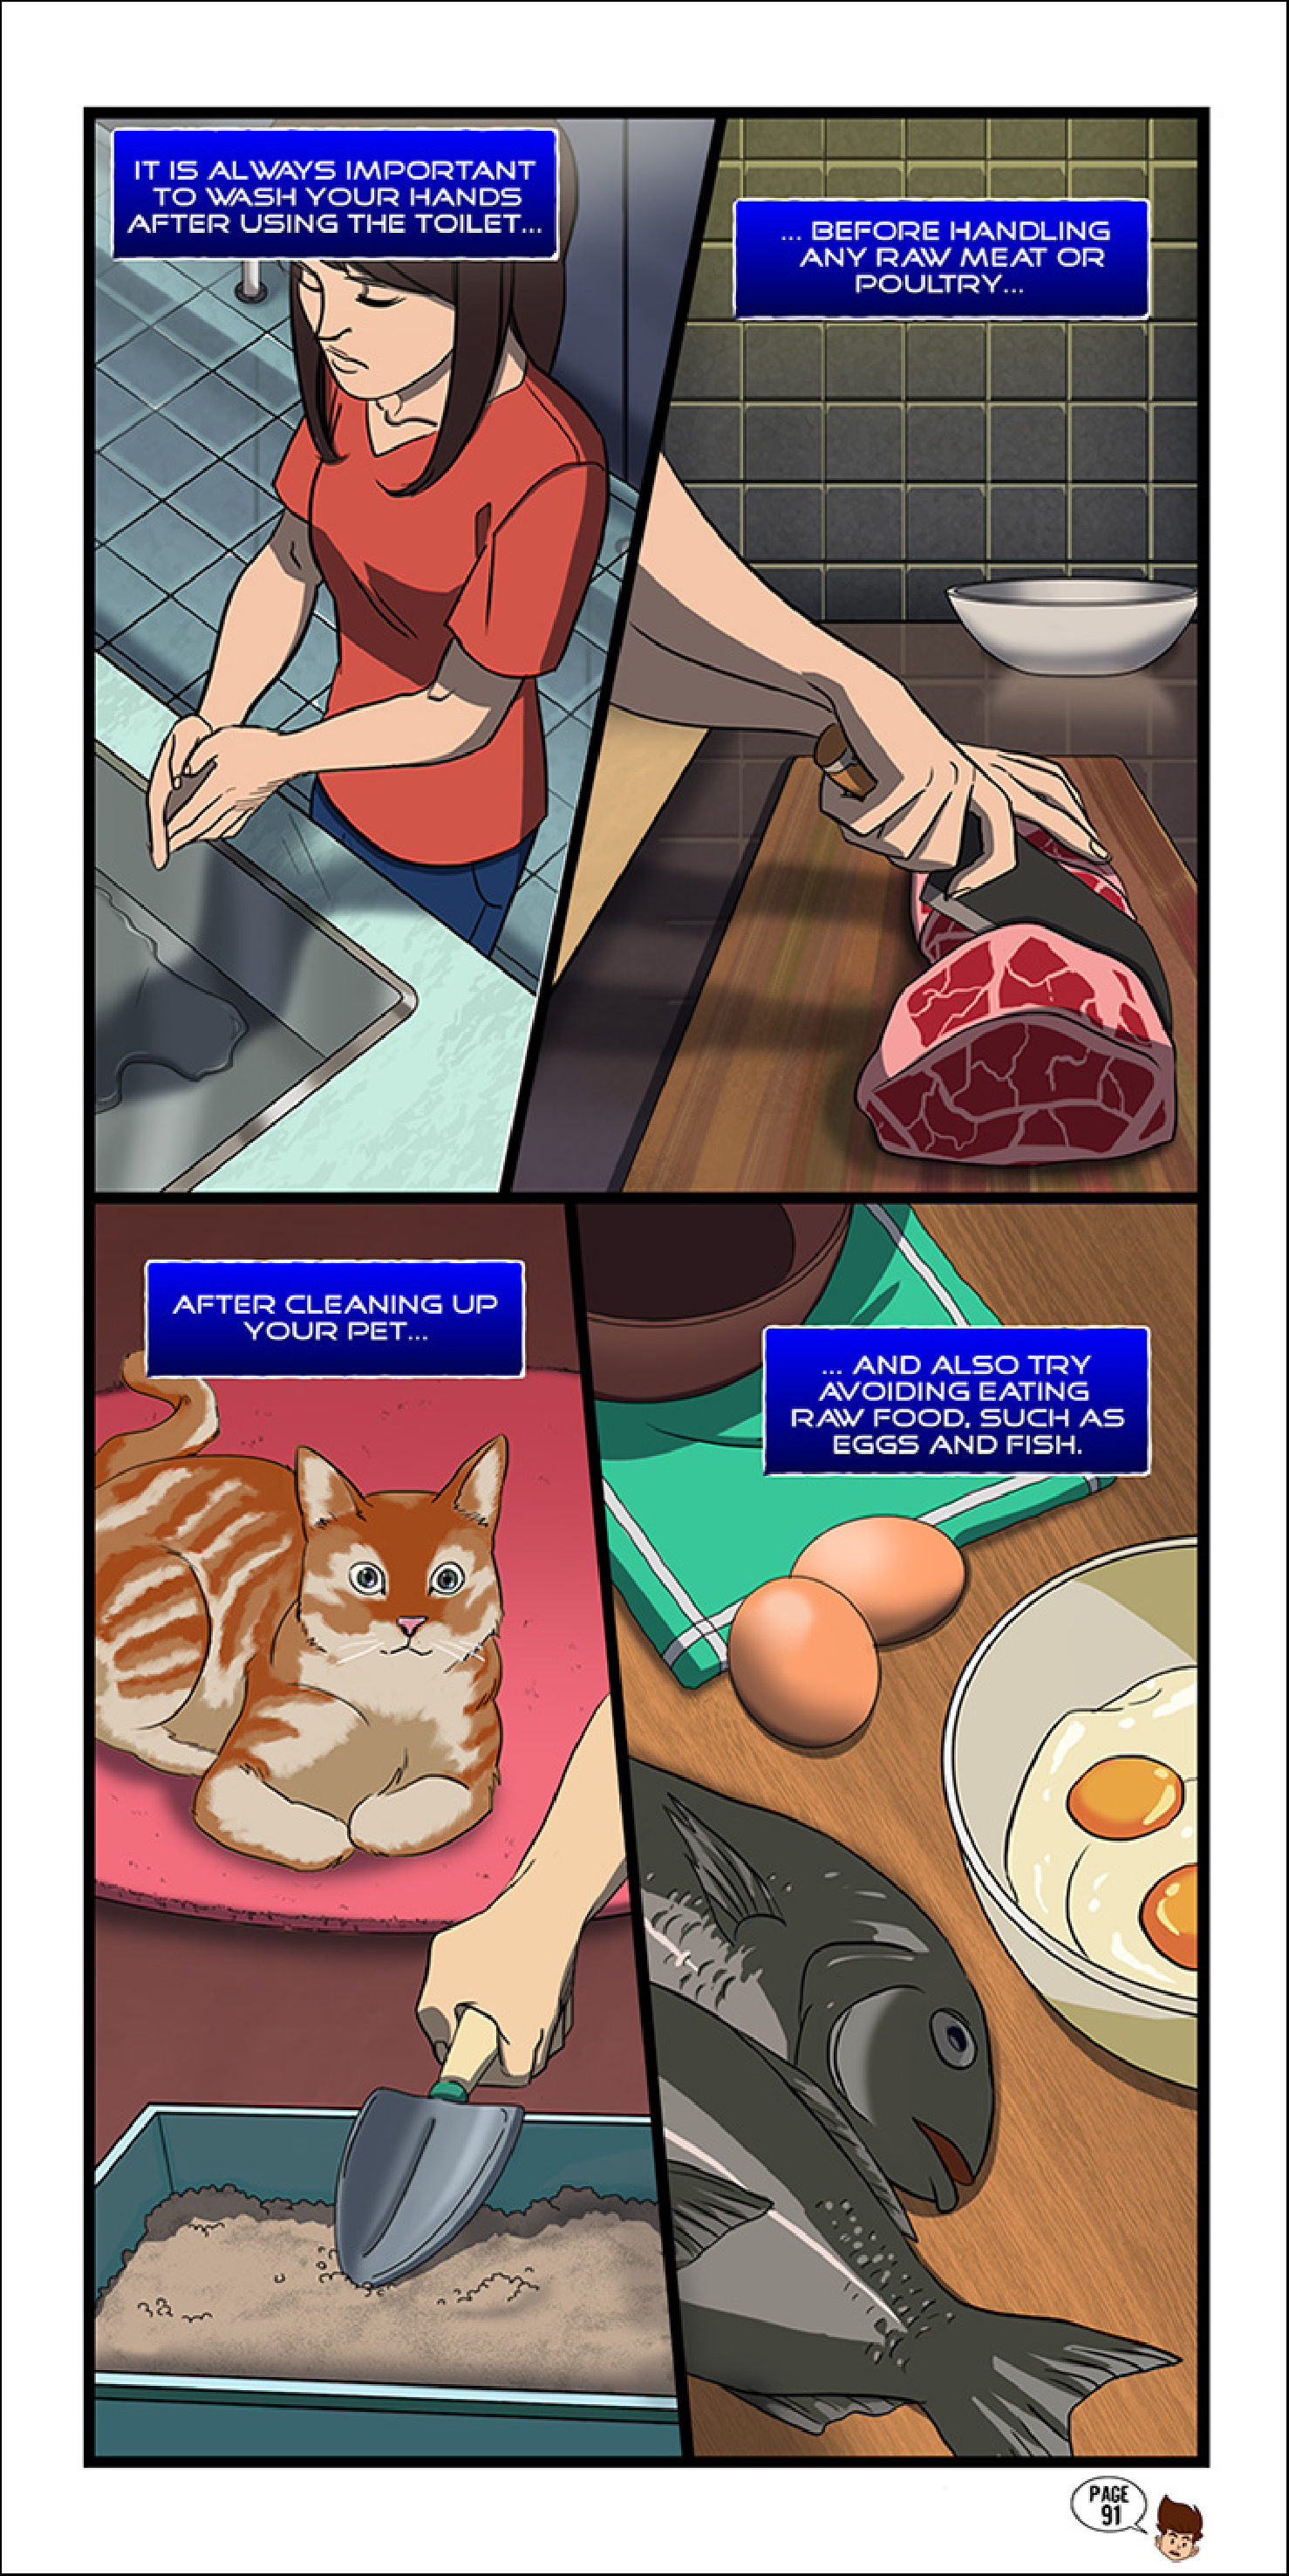 IT IS ALWAYS IMPORTANT
TO WASH YOUR HANDS
AFTER USING THE TOILET...
... BEFORE HANDLING
ANY RAW MEAT OR
POULTRY...
AFTER CLEANING UP
YOUR PET...
... AND ALSO TRY
AVOIDING EATING
RAW FOOD, SUCH AS
EGGS AND FISH.
PAGE
91